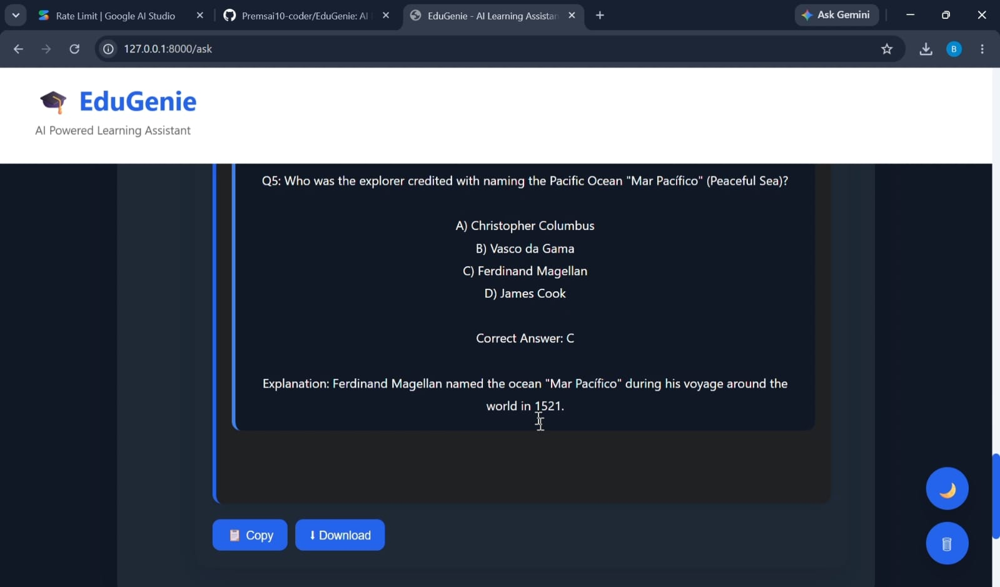 Rate Limit | Google AI Studio
Premsai10-coder/EduGenie: AI
EduGenie - AI Learning Assistan
Ask Gemini
127.0.0.1:8000/ask
B
EduGenie
AI Powered Learning Assistant
Q5: Who was the explorer credited with naming the Pacific Ocean "Mar Pacífico" (Peaceful Sea)?
A) Christopher Columbus
B) Vasco da Gama
C) Ferdinand Magellan
D) James Cook
Correct Answer: C
Explanation: Ferdinand Magellan named the ocean "Mar Pacífico" during his voyage around the
world in 1521.
Copy
Download